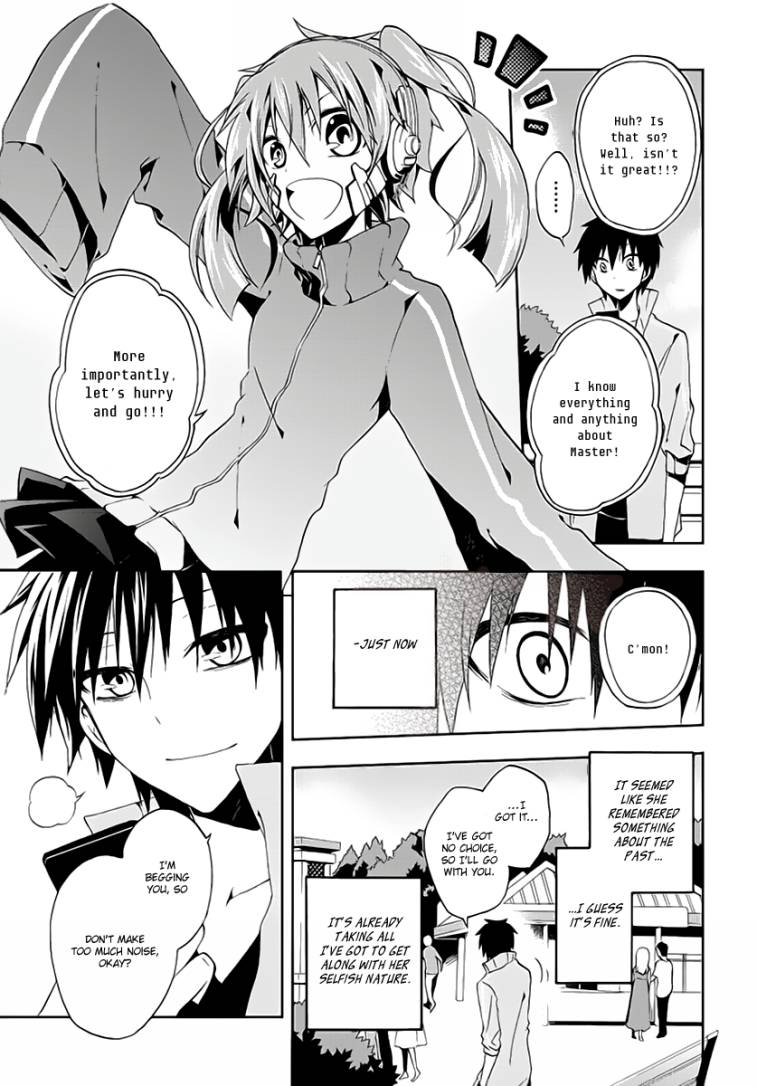 Huh? Is
that so?
Well, isn't
it great!!?
......
I know
everything
and anything
about
Master!
More
importantly,
let's hurry
and go!!!
C'mon!
-JUST NOW
IT SEEMED
LIKE SHE
REMEMBERED
SOMETHING
ABOUT THE
PAST...
...I GUESS
IT'S FINE.
...I
GOT IT...
I'VE GOT
NO CHOICE,
SO I'LL GO
WITH YOU.
IT'S ALREADY
TAKING ALL
I'VE GOT TO GET
ALONG WITH HER
SELFISH NATURE.
I'M
BEGGING
YOU, SO
DON'T MAKE
TOO MUCH NOISE,
OKAY?